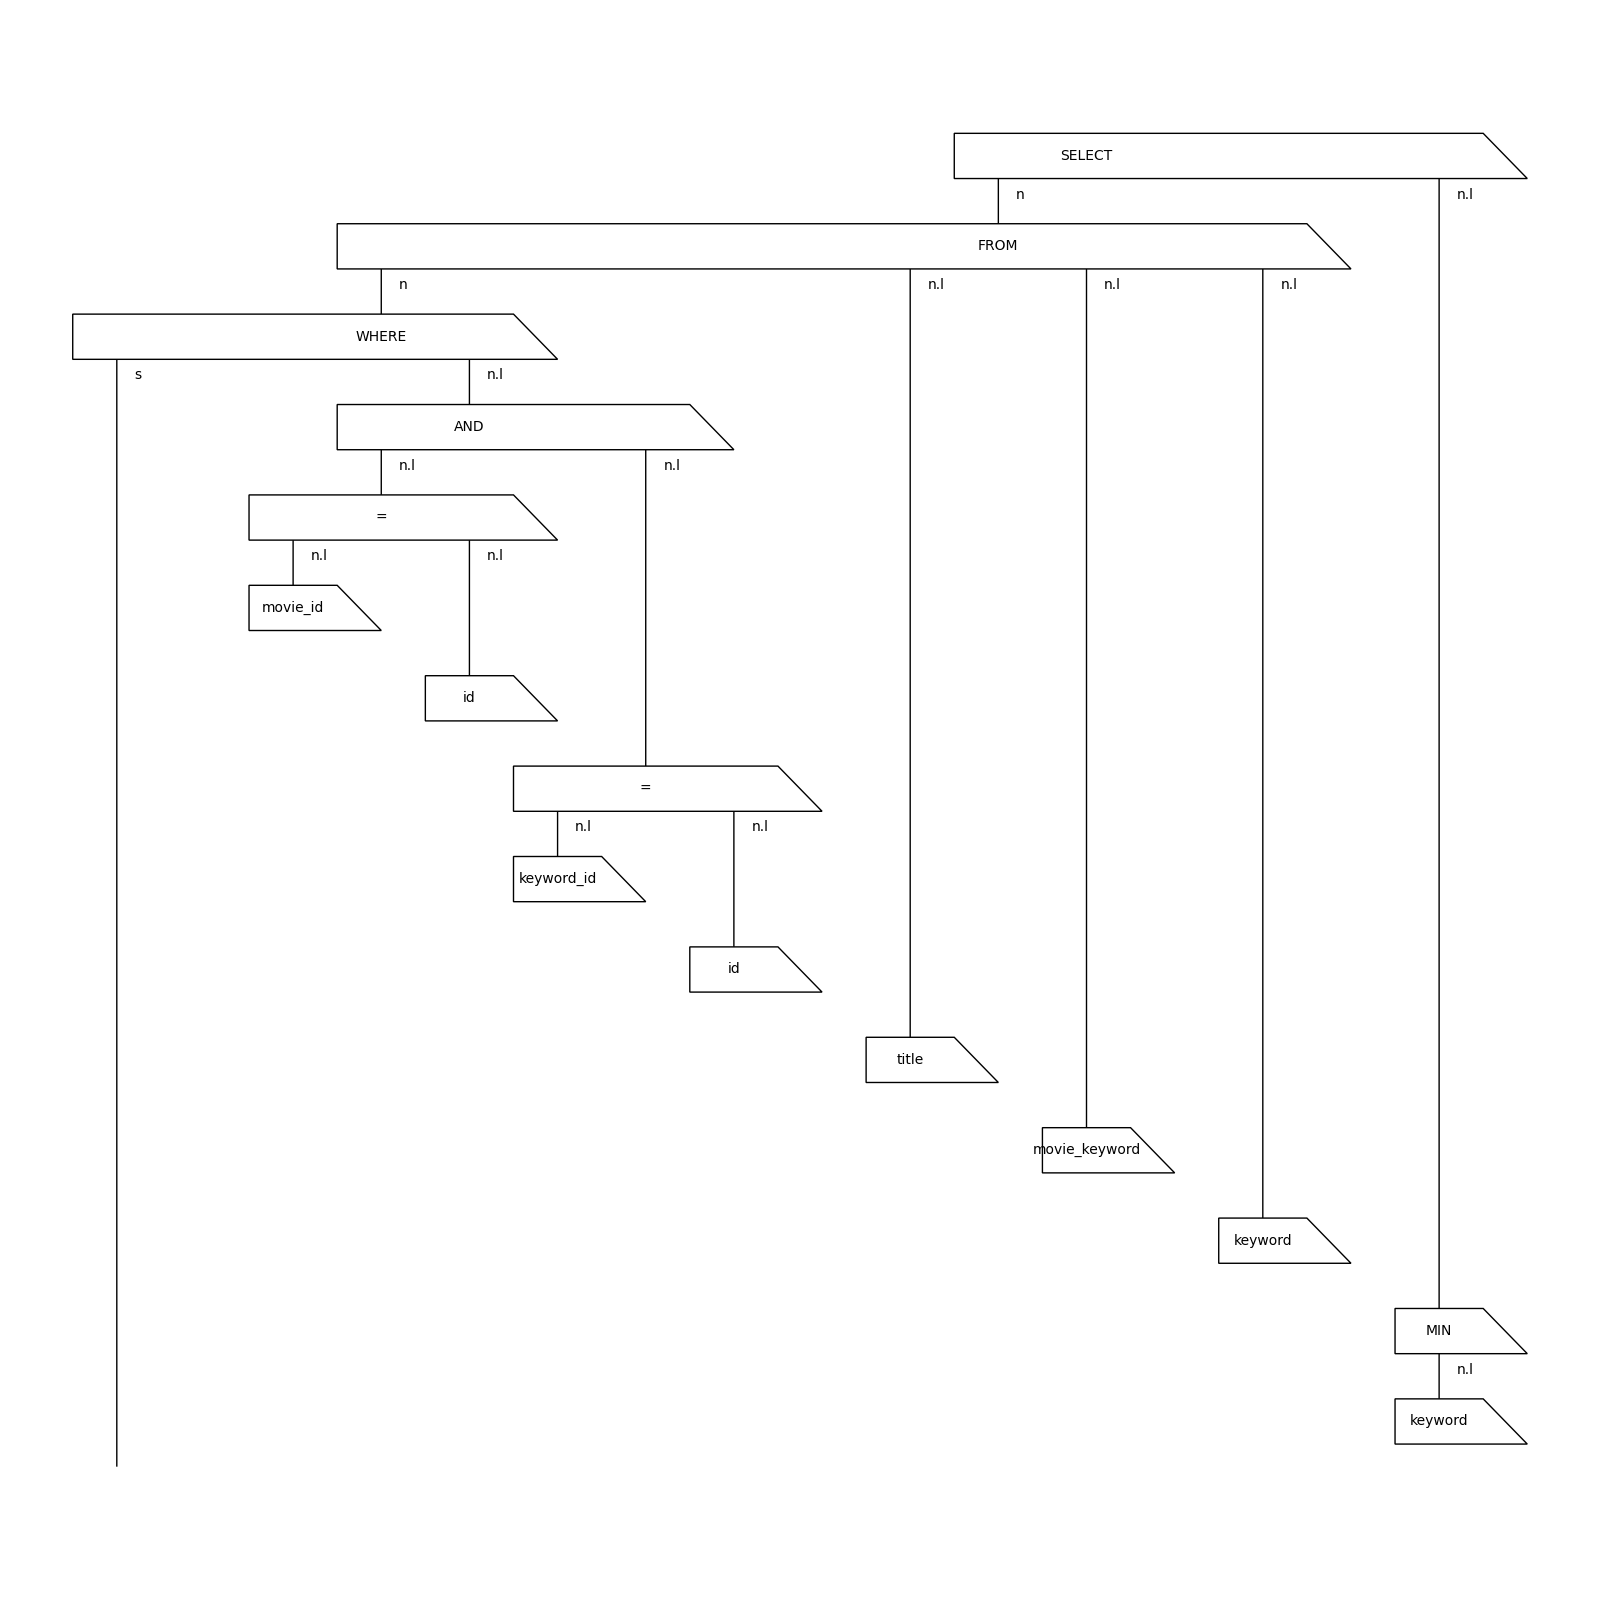 SELECT
n n.l
FROM
n n.l n.l n.l
WHERE
s n.l
AND
n.l n.l
=
n.l n.l
movie_id
id
=
n.l n.l
keyword_id
id
title
movie_keyword
keyword
MIN
n.l
keyword